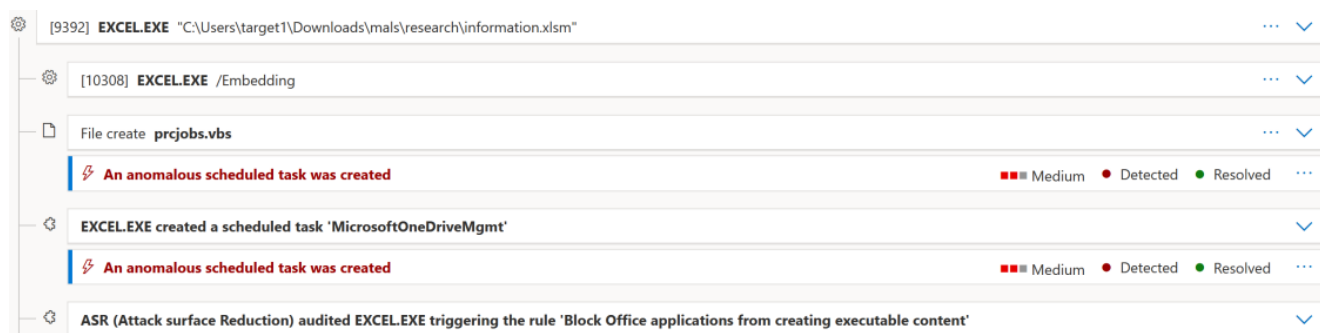 [9392] EXCEL.EXE "C:\Users\target1\Downloads\mals\research\information.xlsm" ...
[10308] EXCEL.EXE /Embedding ...
File create prcjobs.vbs ...
An anomalous scheduled task was created Medium Detected Resolved ...
EXCEL.EXE created a scheduled task 'MicrosoftOneDriveMgmt'
An anomalous scheduled task was created Medium Detected Resolved ...
ASR (Attack surface Reduction) audited EXCEL.EXE triggering the rule 'Block Office applications from creating executable content'